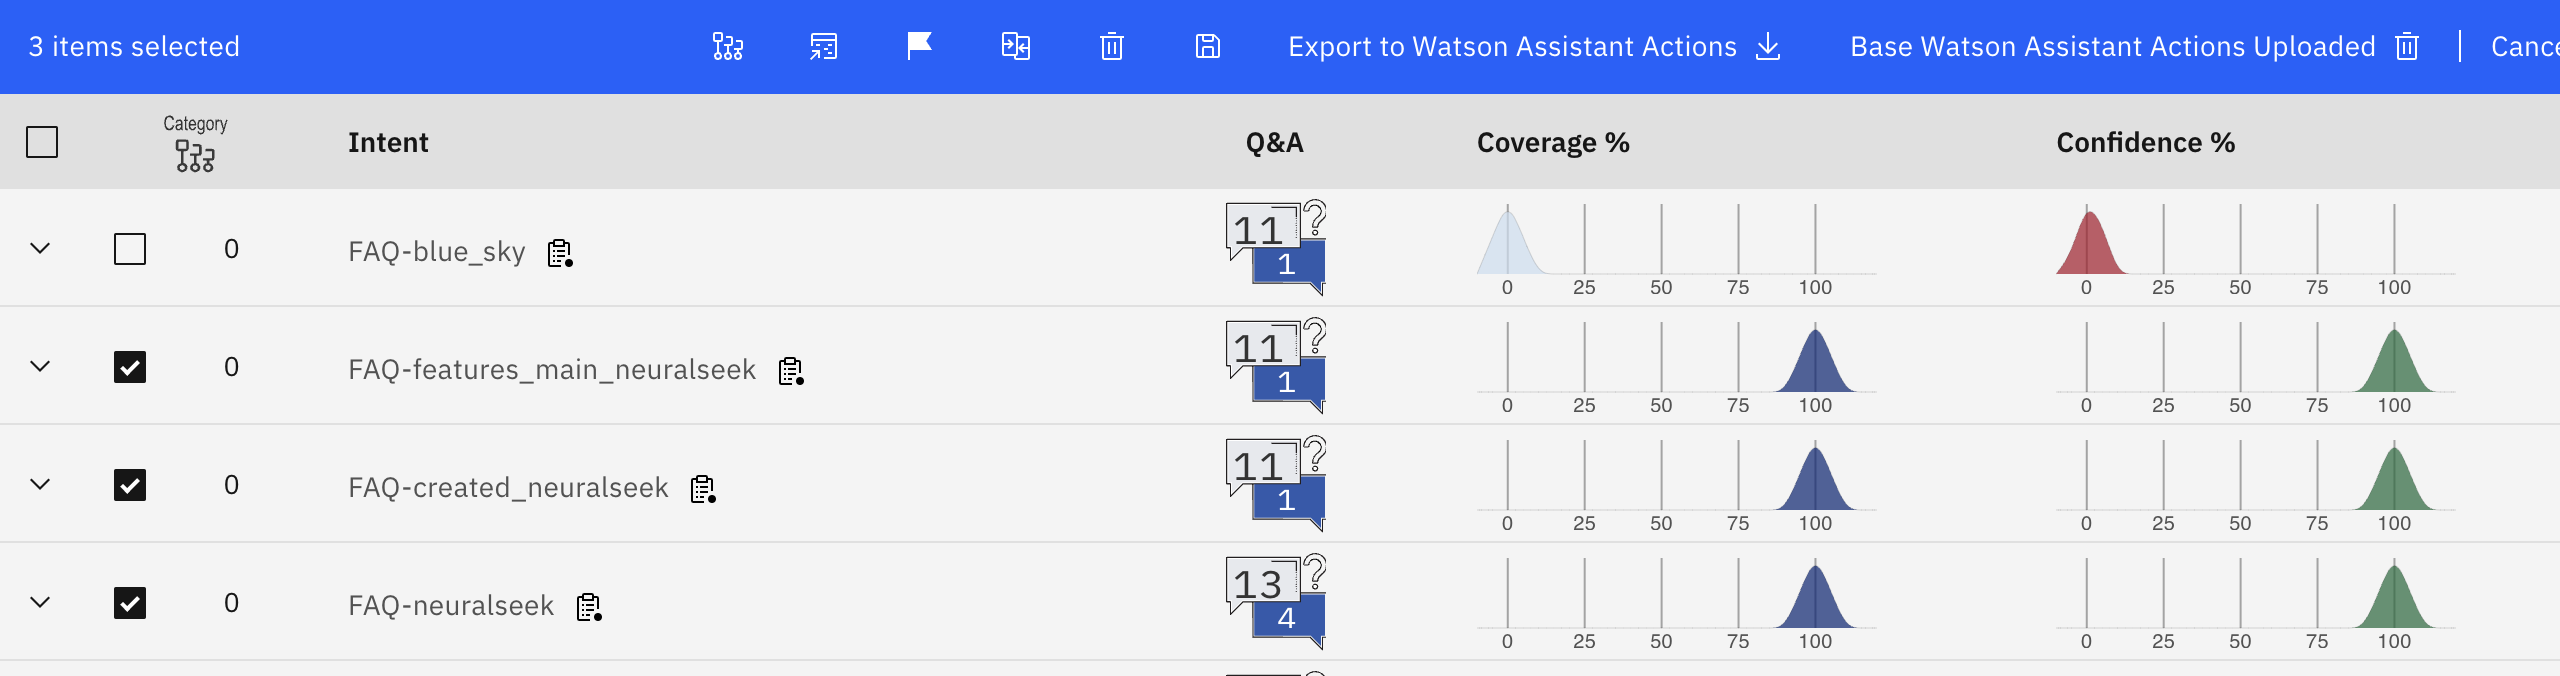 3 items selected Export to Watson Assistant Actions Base Watson Assistant Actions Uploaded | Cance
Category
Intent Q&A Coverage % Confidence %
0 FAQ-blue_sky 11 ? 1
0 25 50 75 100 0 25 50 75 100
0 FAQ-features_main_neuralseek 11 ? 1
0 25 50 75 100 0 25 50 75 100
0 FAQ-created_neuralseek 11 ? 1
0 25 50 75 100 0 25 50 75 100
0 FAQ-neuralseek 13 ? 4
0 25 50 75 100 0 25 50 75 100